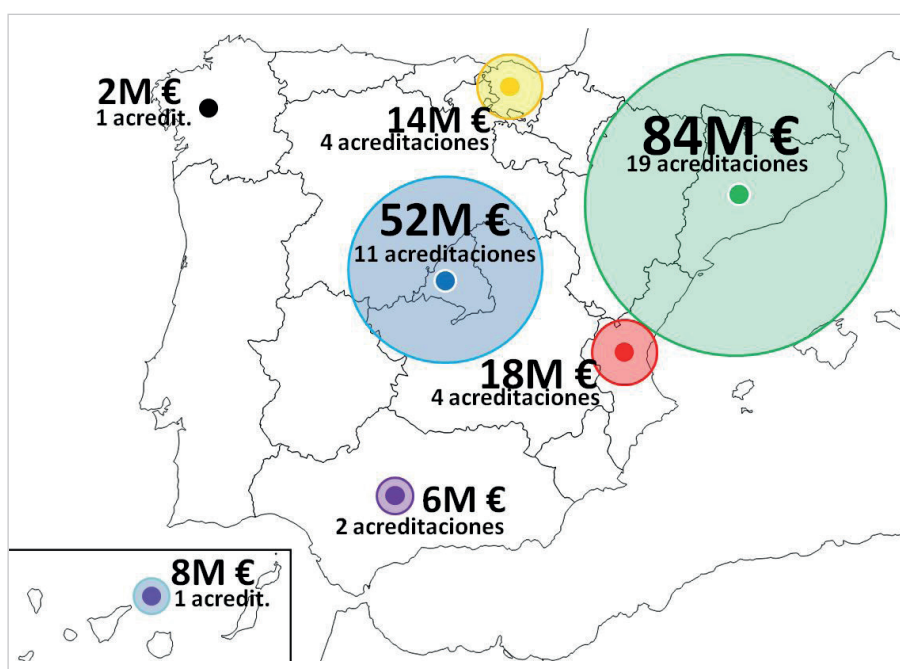 2M €
1 acredit.
14M €
4 acreditaciones
84M €
19 acreditaciones
52M €
11 acreditaciones
18M €
4 acreditaciones
6M €
2 acreditaciones
8M €
1 acredit.